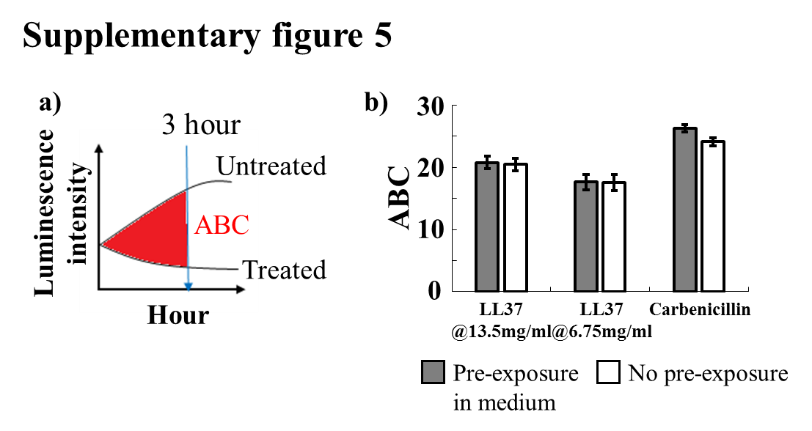 Supplementary figure 5
a)
3 hour
Untreated
ABC
Treated
Luminescence
intensity
Hour
b)
ABC
30
20
10
0
LL37
@13.5mg/ml
LL37
@6.75mg/ml
Carbenicillin
Pre-exposure
in medium
No pre-exposure